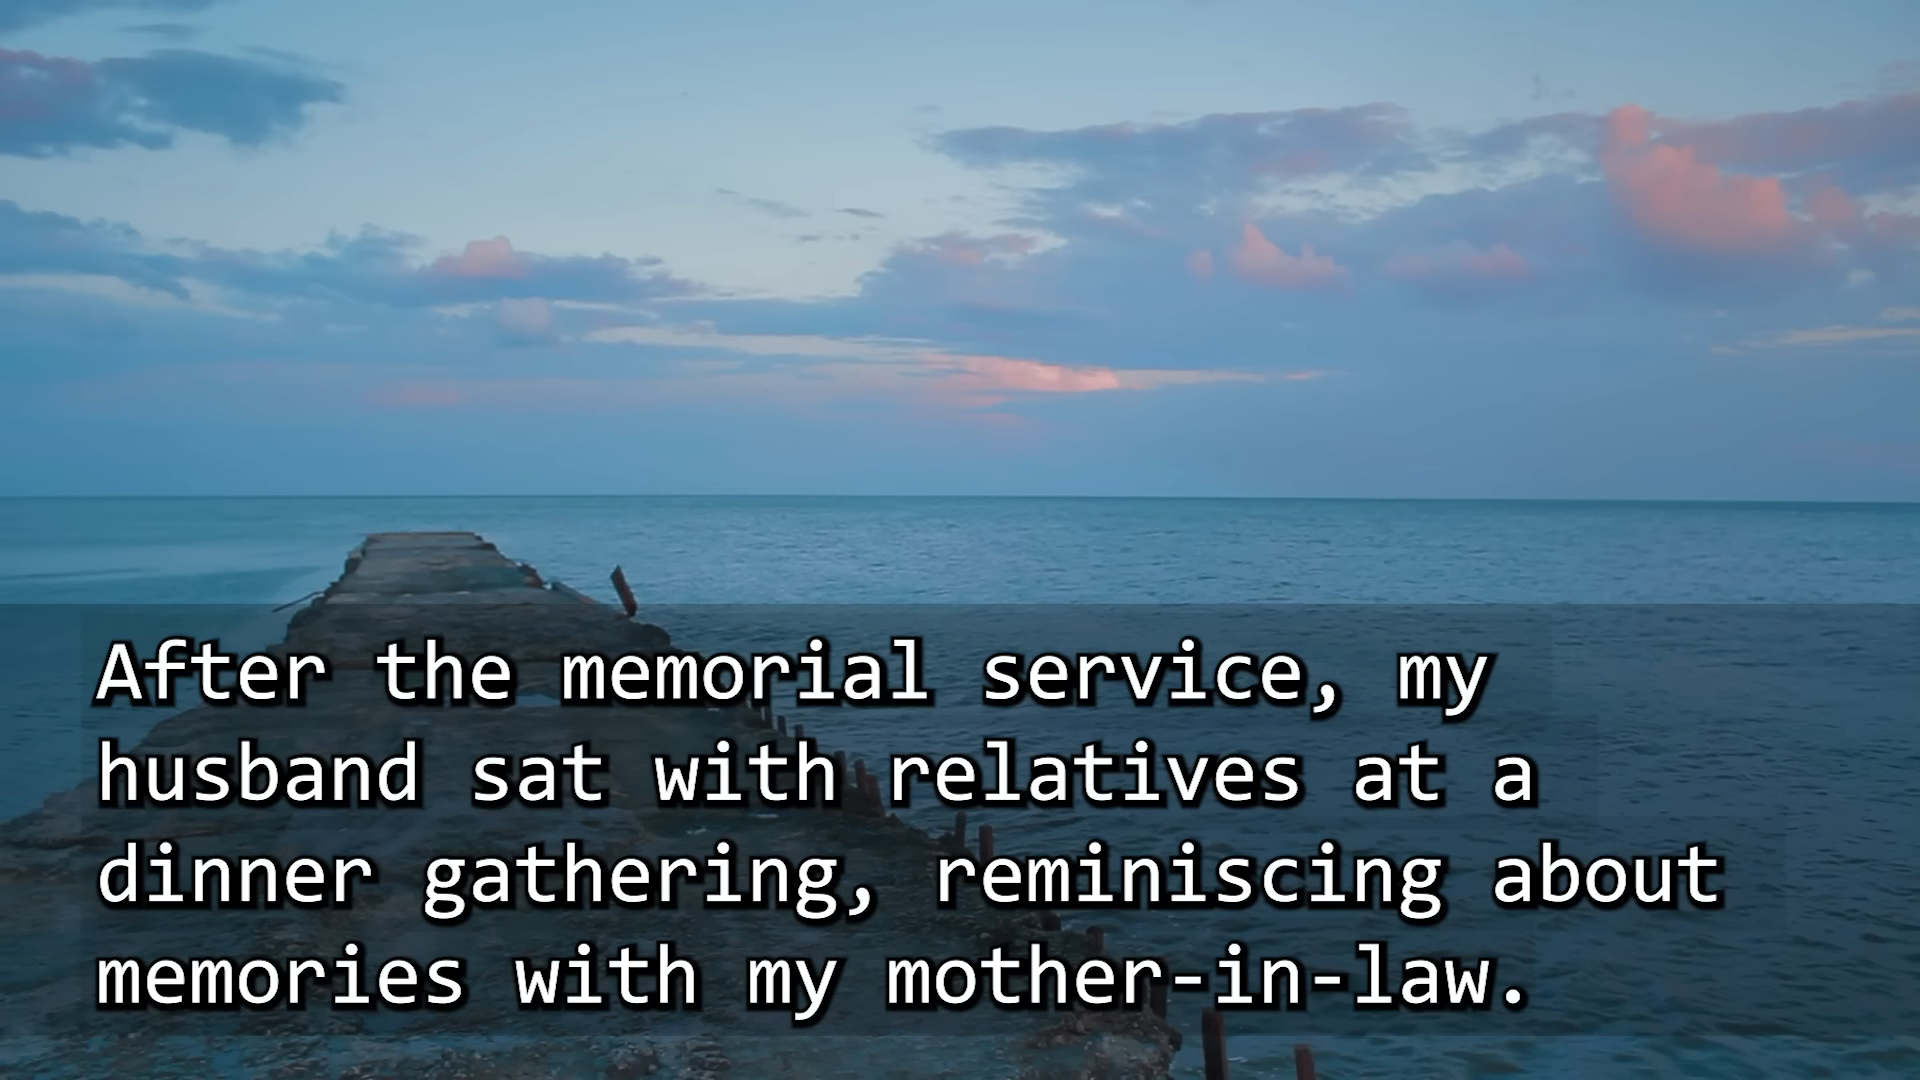 After the memorial service, my
husband sat with relatives at a
dinner gathering, reminiscing about
memories with my mother-in-law.